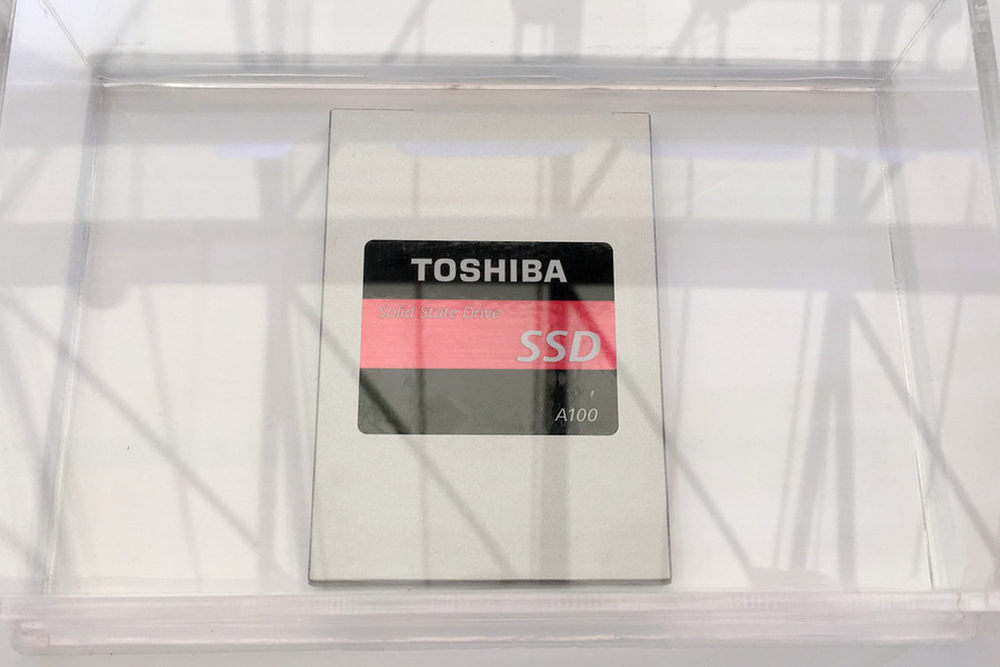 TOSHIBA
Solid State Drive
SSD
A100